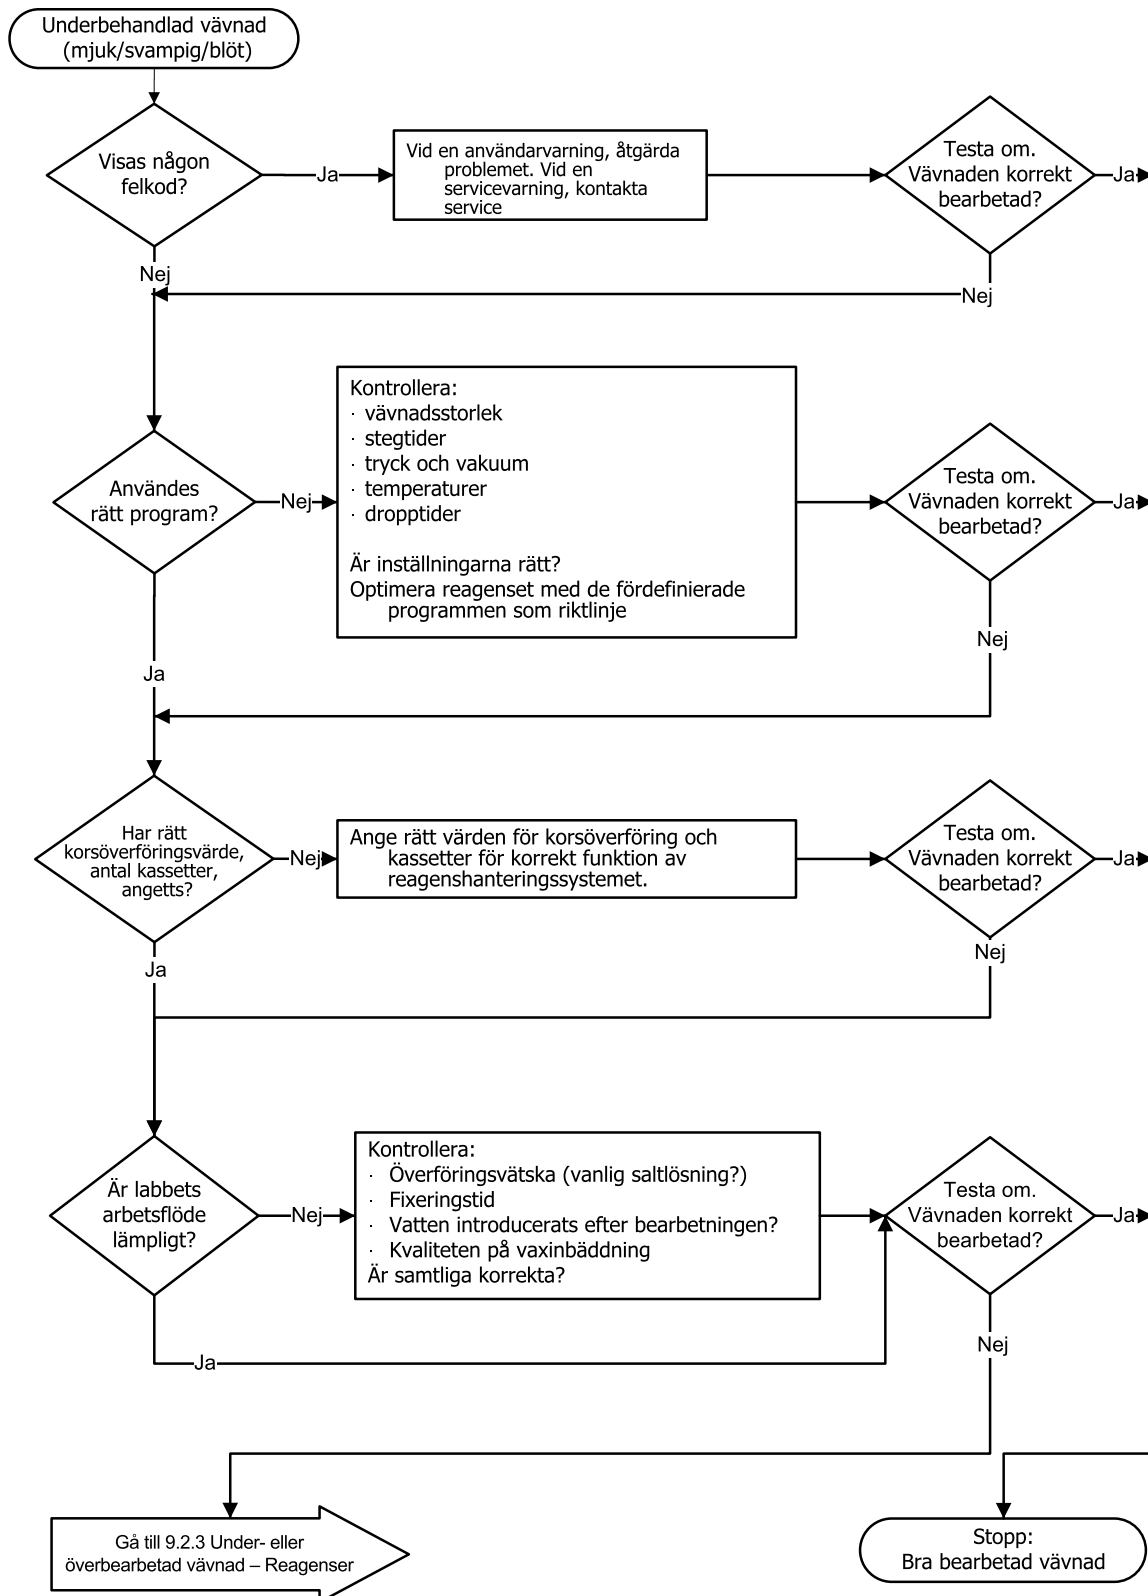 Underbehandlad vävnad
(mjuk/svampig/blöt)
Visas någon
felkod?
Ja
Vid en användarvarning, åtgärda
problemet. Vid en
servicevarning, kontakta
service
Testa om.
Vävnaden korrekt
bearbetad?
Ja
Nej
Nej
Användes
rätt program?
Nej
Kontrollera:
· vävnadsstorlek
· stegtider
· tryck och vakuum
· temperaturer
· dropptider
Är inställningarna rätt?
Optimera reagenset med de fördefinierade
programmen som riktlinje
Testa om.
Vävnaden korrekt
bearbetad?
Ja
Nej
Ja
Har rätt
korsöverföringsvärde,
antal kassetter,
angetts?
Nej
Ange rätt värden för korsöverföring och
kassetter för korrekt funktion av
reagenshanteringssystemet.
Testa om.
Vävnaden korrekt
bearbetad?
Ja
Nej
Ja
Är labbets
arbetsflöde
lämpligt?
Nej
Kontrollera:
· Överföringsvätska (vanlig saltlösning?)
· Fixeringstid
· Vatten introducerats efter bearbetningen?
· Kvaliteten på vaxinbäddning
Är samtliga korrekta?
Testa om.
Vävnaden korrekt
bearbetad?
Ja
Nej
Ja
Gå till 9.2.3 Under- eller
överbearbetad vävnad – Reagenser
Stopp:
Bra bearbetad vävnad